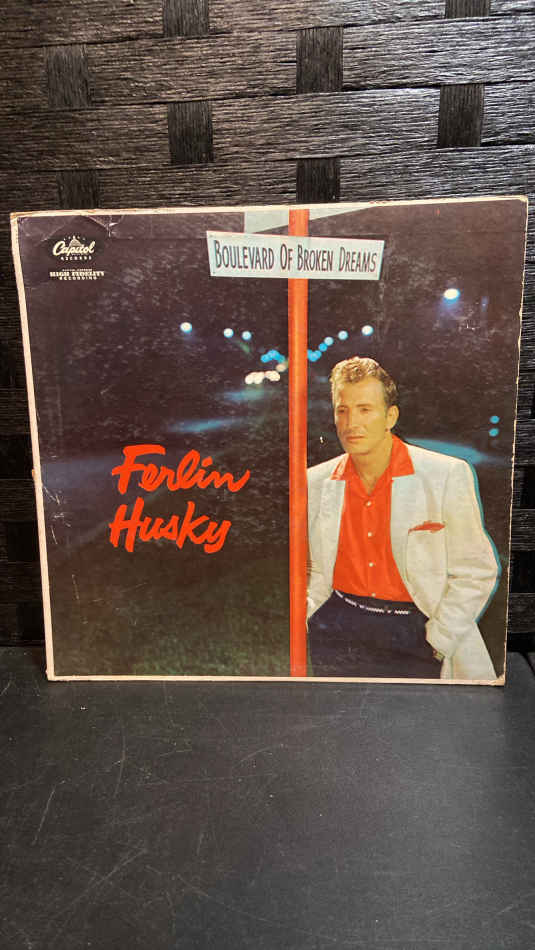 Capitol
RECORDS
HIGH FIDELITY
RECORDING
BOULEVARD OF BROKEN DREAMS
Ferlin
Husky